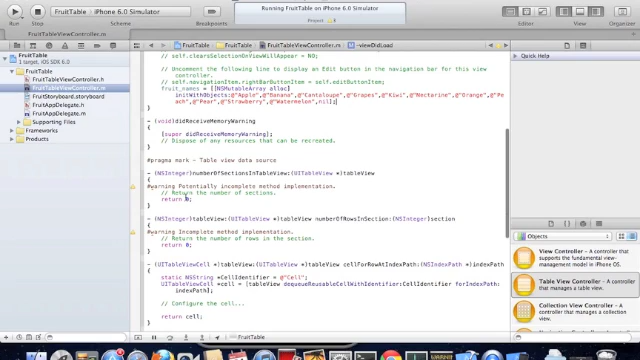 FruitTable — FruitTableViewController.m
Running FruitTable on iPhone 6.0 Simulator
Project
Run
Stop
Scheme
Breakpoints
Editor
View
Organizer
FruitTable
iPhone 6.0 Simulator
FruitTable
FruitTable
FruitTableViewController.m
-viewDidLoad
Quick Help
FruitTable
1 target, iOS SDK 6.0
FruitTable
FruitTableViewController.h
FruitTableViewController.m
FruitStoryboard.storyboard
FruitAppDelegate.h
FruitAppDelegate.m
Supporting Files
Frameworks
Products
// self.clearsSelectionOnViewWillAppear = NO;
// Uncomment the following line to display an Edit button in the navigation bar for this view
controller.
// self.navigationItem.rightBarButtonItem = self.editButtonItem;
fruit_names = [[NSMutableArray alloc]
initWithObjects:@"Apple",@"Banana",@"Cantaloupe",@"Grapes",@"Kiwi",@"Nectarine",@"Orange",@"Pe
ach",@"Pear",@"Strawberry",@"Watermelon",nil];
}
- (void)didReceiveMemoryWarning
{
[super didReceiveMemoryWarning];
// Dispose of any resources that can be recreated.
}
#pragma mark - Table view data source
- (NSInteger)numberOfSectionsInTableView:(UITableView *)tableView
{
#warning Potentially incomplete method implementation.
// Return the number of sections.
return 0;
}
- (NSInteger)tableView:(UITableView *)tableView numberOfRowsInSection:(NSInteger)section
{
#warning Incomplete method implementation.
// Return the number of rows in the section.
return 0;
}
- (UITableViewCell *)tableView:(UITableView *)tableView cellForRowAtIndexPath:(NSIndexPath *)indexPath
{
static NSString *CellIdentifier = @"Cell";
UITableViewCell *cell = [tableView dequeueReusableCellWithIdentifier:CellIdentifier forIndexPath:
indexPath];
// Configure the cell...
return cell;
}
FruitTable
Objects
View Controller - A controller that supports the fundamental view-management model in iPhone OS.
Table View Controller - A controller that manages a table view.
Collection View Controller - A controller that manages a collection view.